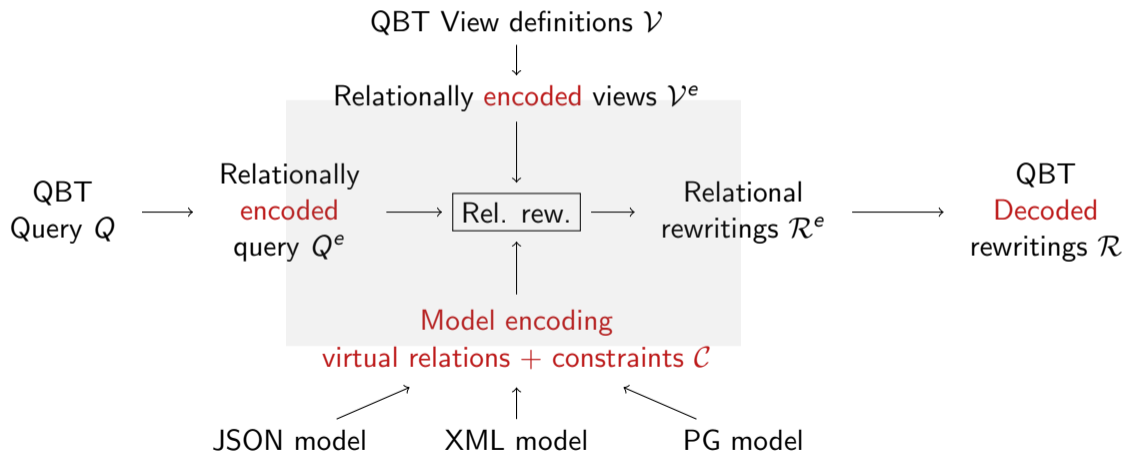 QBT View definitions 𝒱
Relationally encoded views 𝒱ᵉ
QBT
Query Q
Relationally
encoded
query Qᵉ
Rel. rew.
Relational
rewritings ℛᵉ
QBT
Decoded
rewritings ℛ
Model encoding
virtual relations + constraints 𝒞
JSON model
XML model
PG model